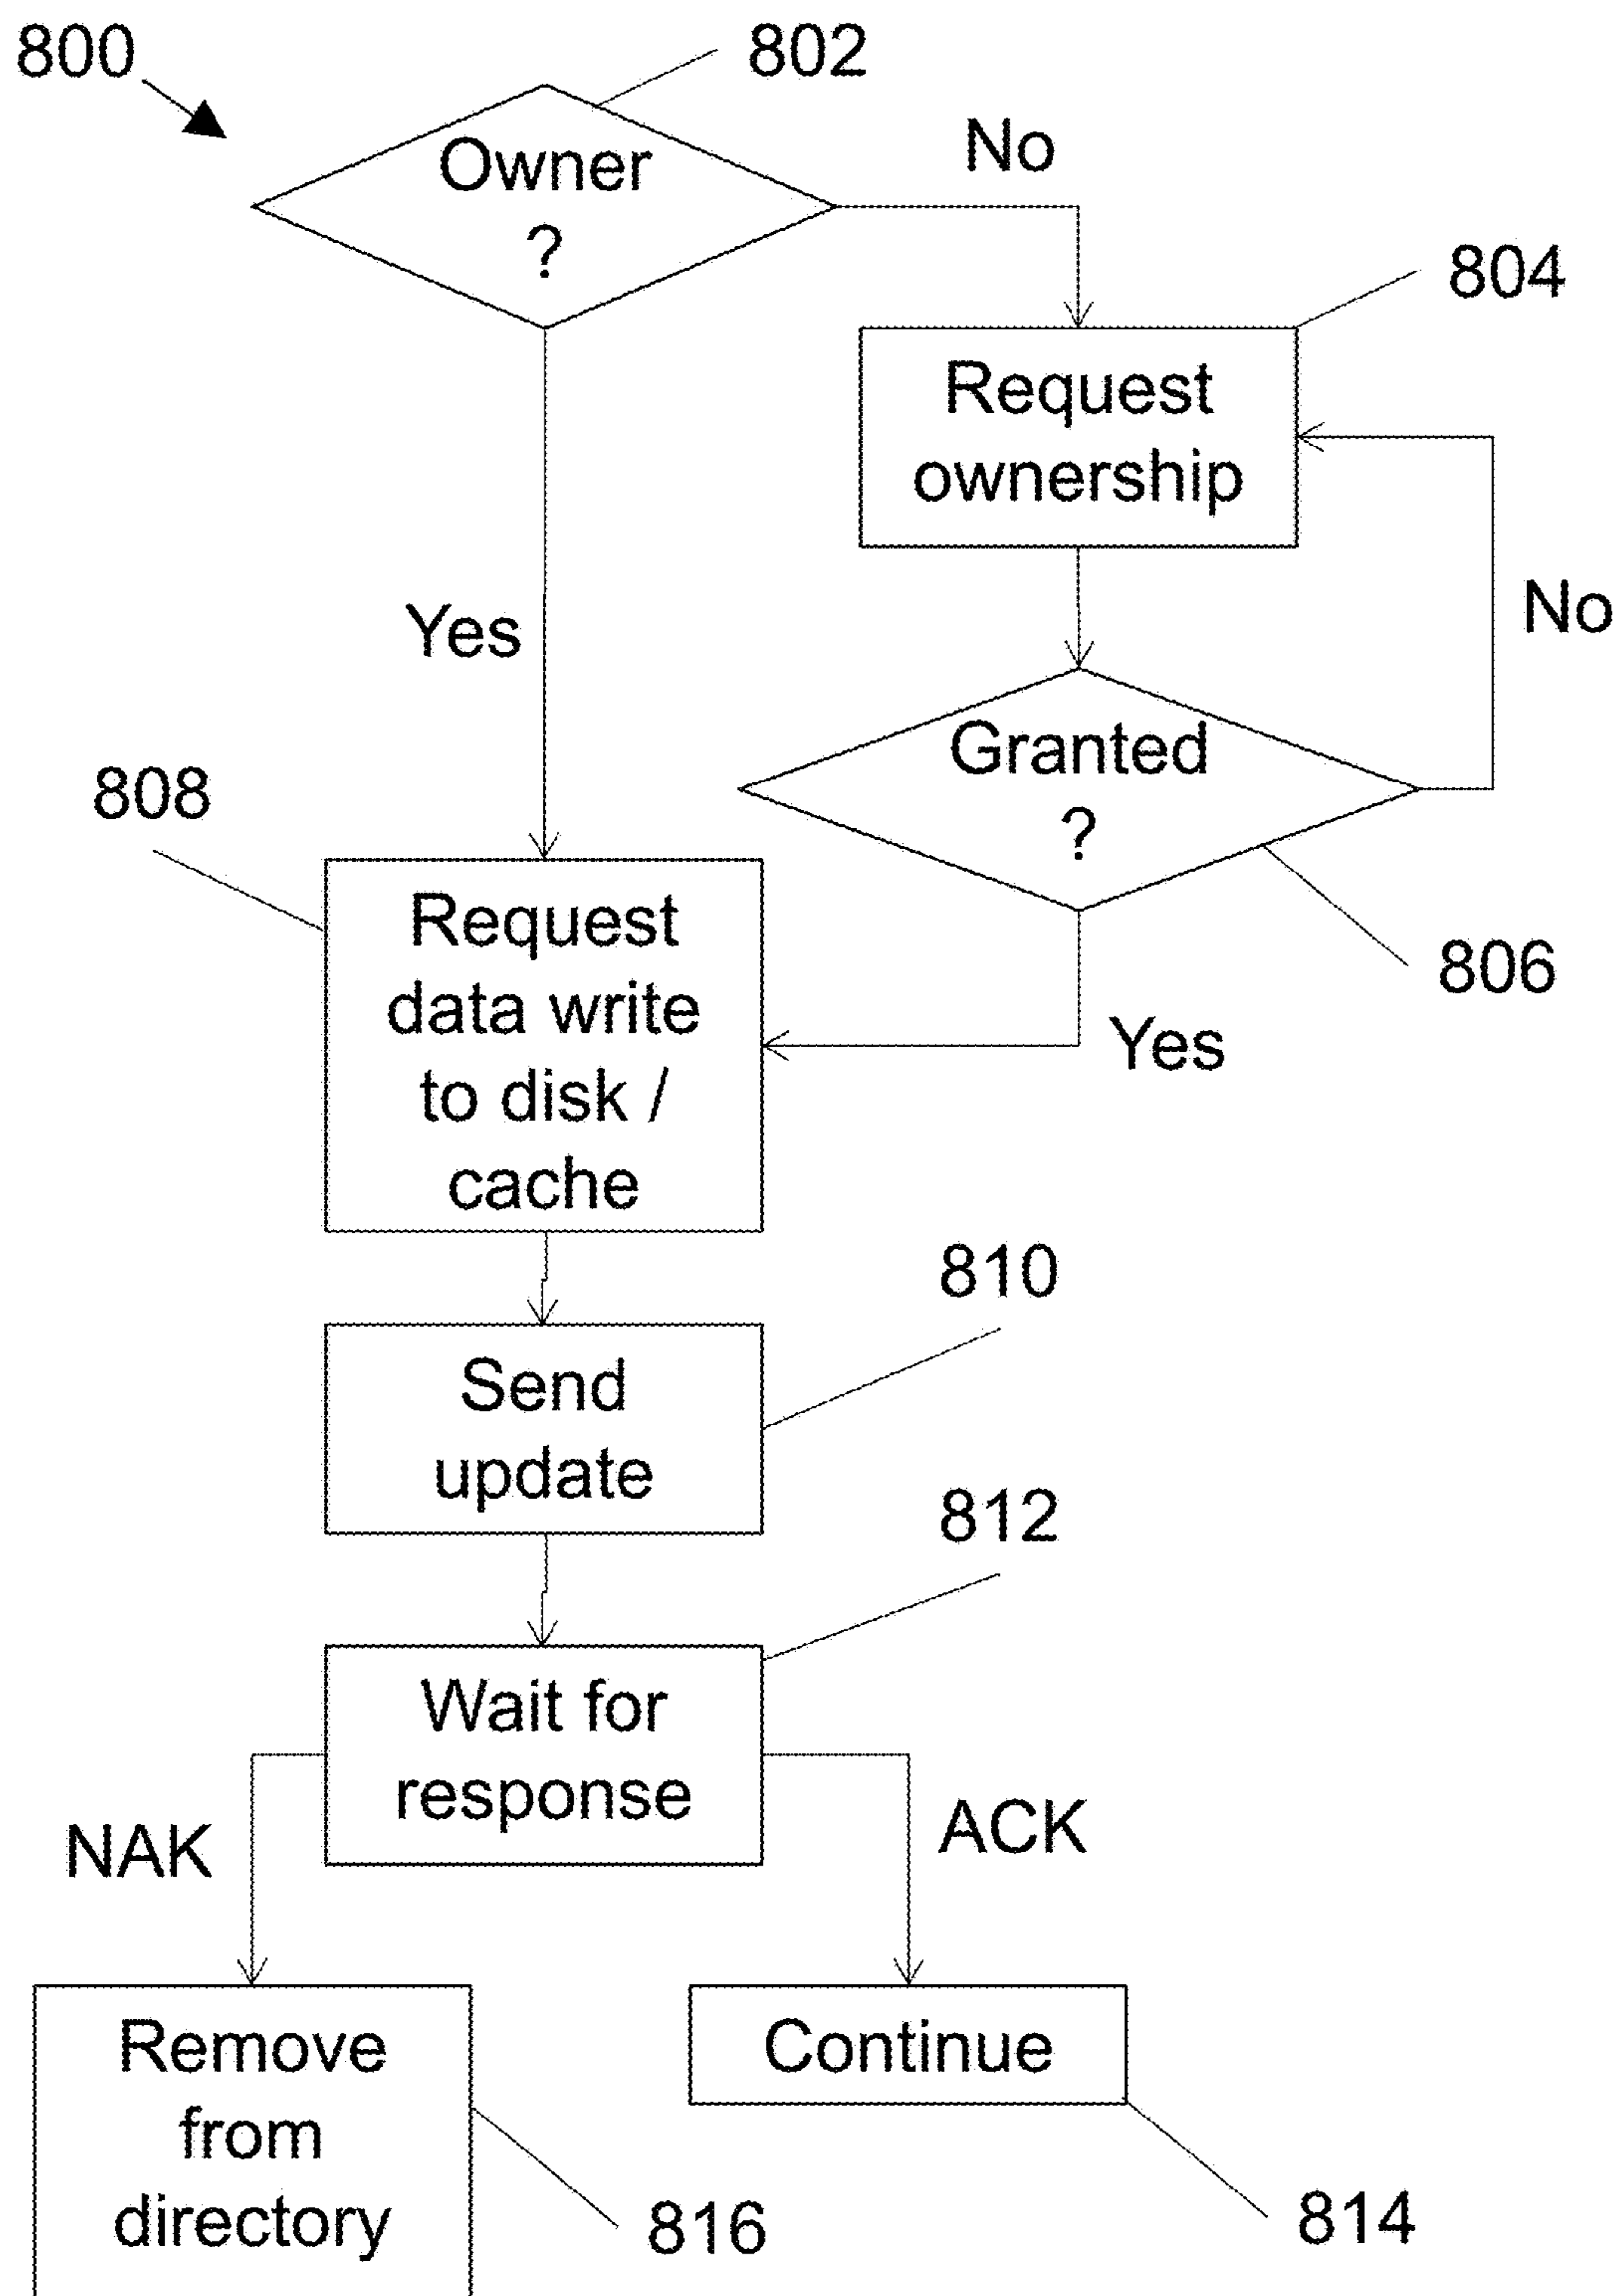 800
802
Owner
?
No
804
Request
ownership
No
Yes
Granted
?
808
806
Request
data write
to disk /
cache
Yes
810
Send
update
812
Wait for
response
NAK
ACK
Remove
from
directory
Continue
816
814